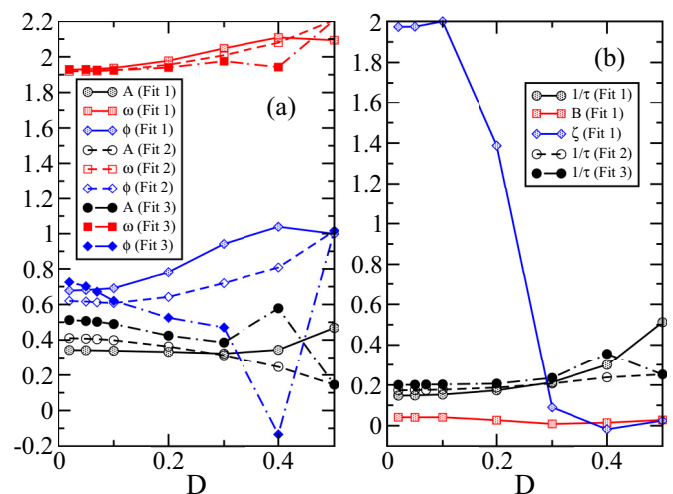 2.2
2
1.8
1.6
1.4
1.2
1
0.8
0.6
0.4
0.2
0
-0.2
A (Fit 1)
ω (Fit 1)
ϕ (Fit 1)
A (Fit 2)
ω (Fit 2)
ϕ (Fit 2)
A (Fit 3)
ω (Fit 3)
ϕ (Fit 3)
(a)
0 0.2 0.4
D
2
1.8
1.6
1.4
1.2
1
0.8
0.6
0.4
0.2
0
(b)
1/τ (Fit 1)
B (Fit 1)
ζ (Fit 1)
1/τ (Fit 2)
1/τ (Fit 3)
0 0.2 0.4
D